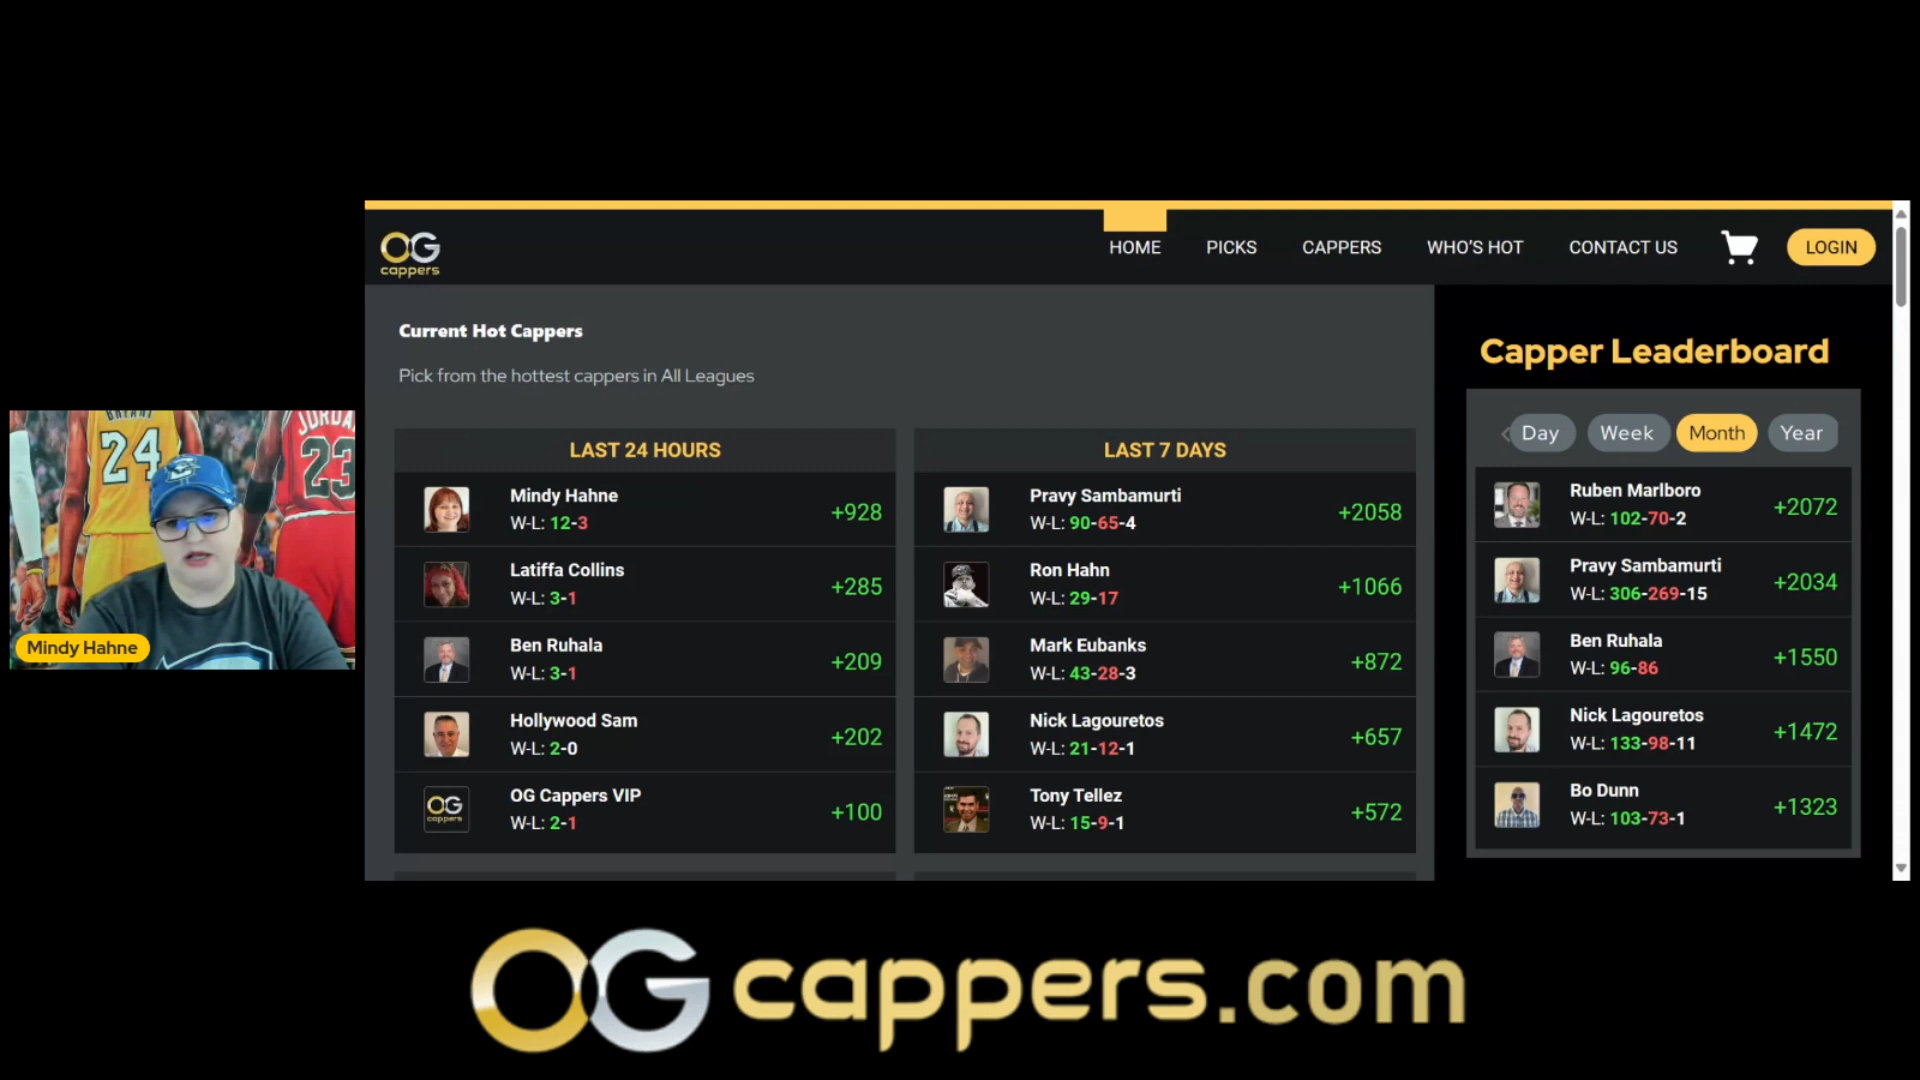 BRYANT
24
JORDA
23
Mindy Hahne
OG
cappers
HOME
PICKS
CAPPERS
WHO'S HOT
CONTACT US
LOGIN
Current Hot Cappers
Pick from the hottest cappers in All Leagues
LAST 24 HOURS
Mindy Hahne
W-L: 12-3
+928
Latiffa Collins
W-L: 3-1
+285
Ben Ruhala
W-L: 3-1
+209
Hollywood Sam
W-L: 2-0
+202
OG
cappers
OG Cappers VIP
W-L: 2-1
+100
LAST 7 DAYS
Pravy Sambamurti
W-L: 90-65-4
+2058
Ron Hahn
W-L: 29-17
+1066
Mark Eubanks
W-L: 43-28-3
+872
Nick Lagouretos
W-L: 21-12-1
+657
Tony Tellez
W-L: 15-9-1
+572
Capper Leaderboard
Day
Week
Month
Year
Ruben Marlboro
W-L: 102-70-2
+2072
Pravy Sambamurti
W-L: 306-269-15
+2034
Ben Ruhala
W-L: 96-86
+1550
Nick Lagouretos
W-L: 133-98-11
+1472
Bo Dunn
W-L: 103-73-1
+1323
OGcappers.com